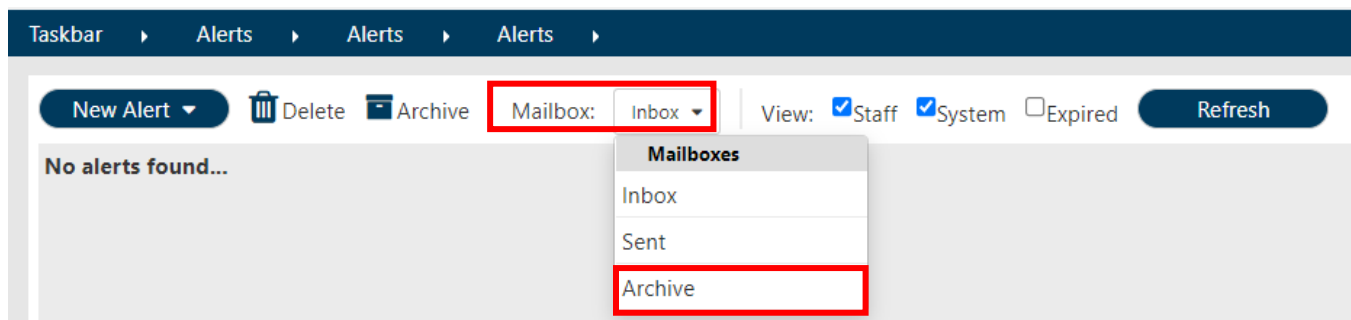 Taskbar Alerts Alerts Alerts
New Alert Delete Archive Mailbox: Inbox View: Staff System Expired Refresh
No alerts found...
Mailboxes
Inbox
Sent
Archive